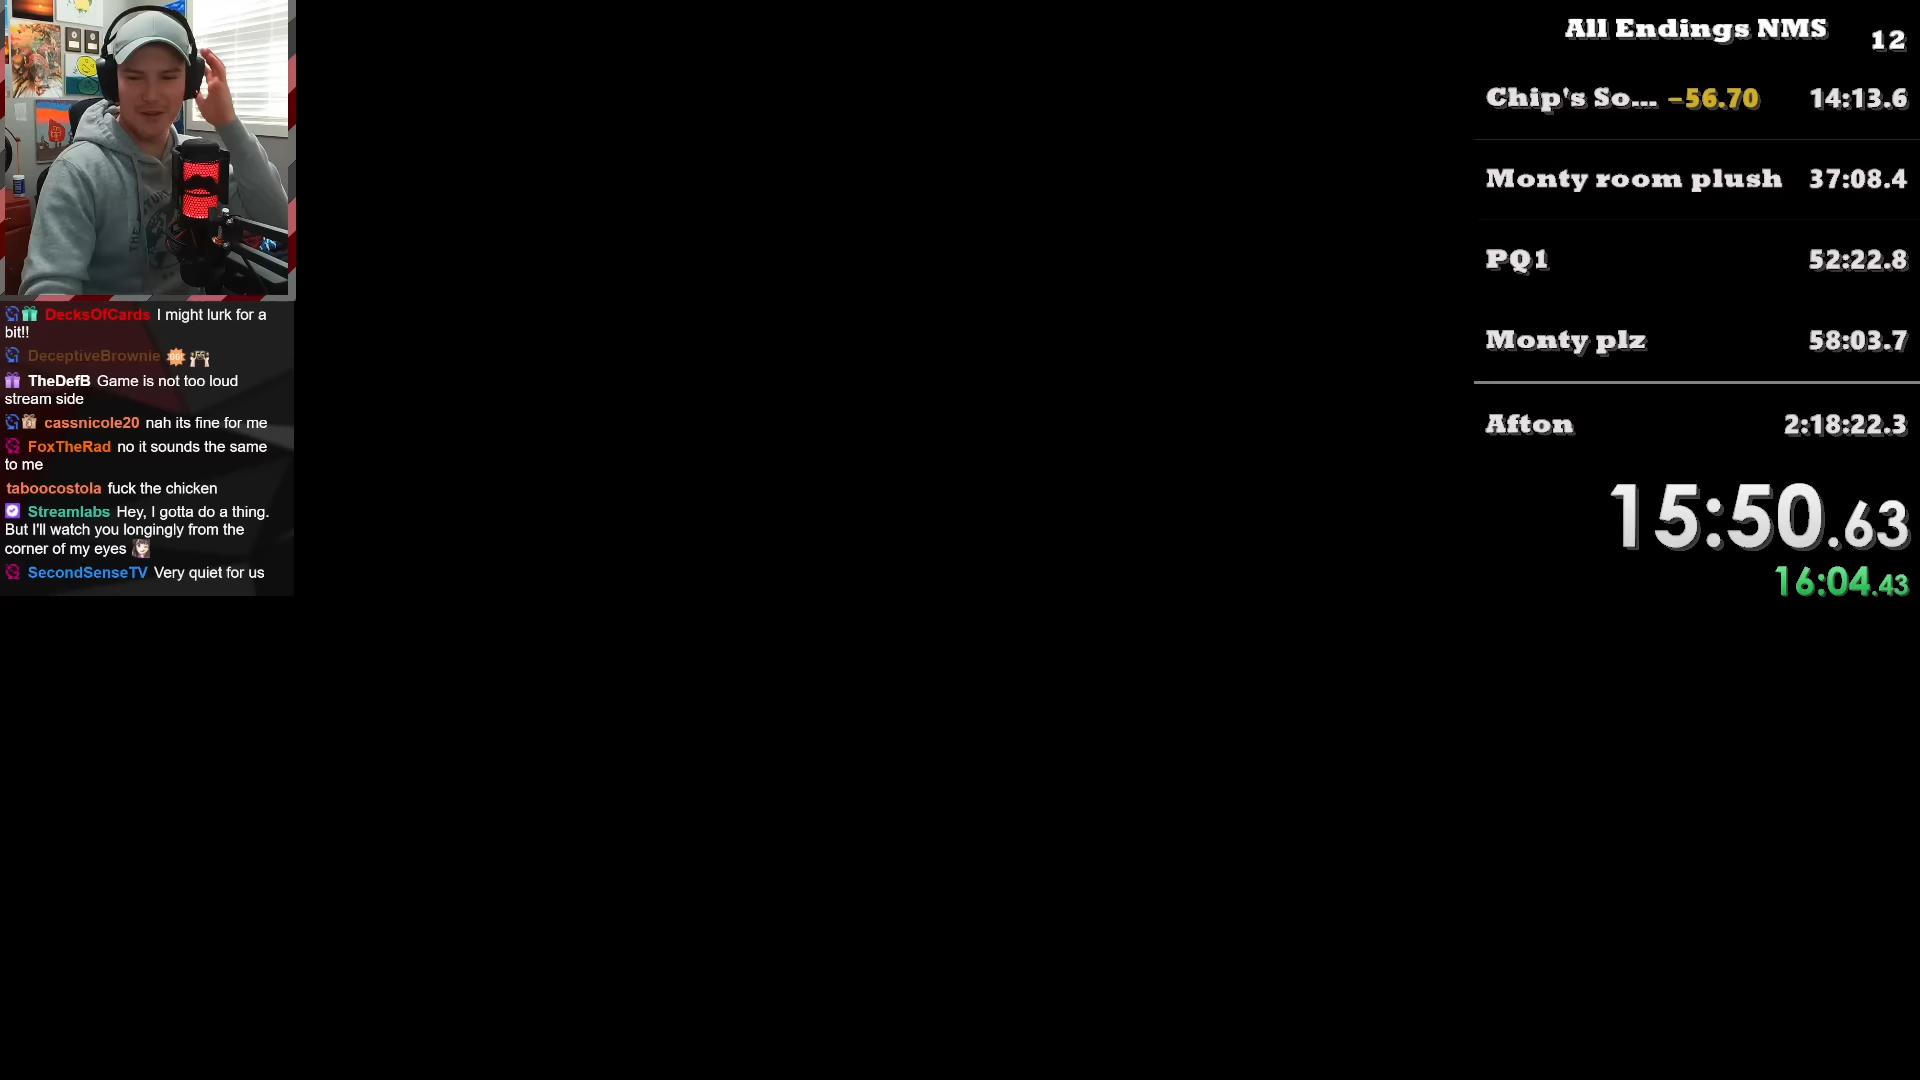 DecksOfCards I might lurk for a
bit!!
DeceptiveBrownie
TheDefB Game is not too loud
stream side
cassnicole20 nah its fine for me
FoxTheRad no it sounds the same
to me
taboocostola fuck the chicken
Streamlabs Hey, I gotta do a thing.
But I'll watch you longingly from the
corner of my eyes
SecondSenseTV Very quiet for us
All Endings NMS 12
Chip's So... −56.70 14:13.6
Monty room plush 37:08.4
PQ1 52:22.8
Monty plz 58:03.7
Afton 2:18:22.3
15:50.63
16:04.43